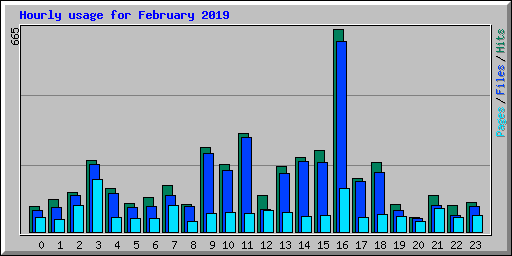 Hourly usage for February 2019
665
Pages/Files/Hits
0 1 2 3 4 5 6 7 8 9 10 11 12 13 14 15 16 17 18 19 20 21 22 23